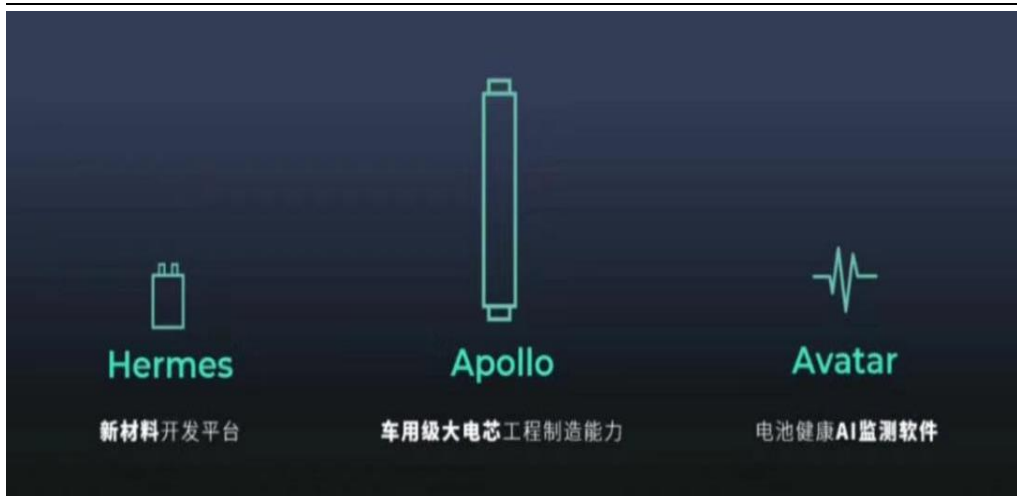 Hermes
Apollo
Avatar
新材料开发平台
车用级大电芯工程制造能力
电池健康AI监测软件